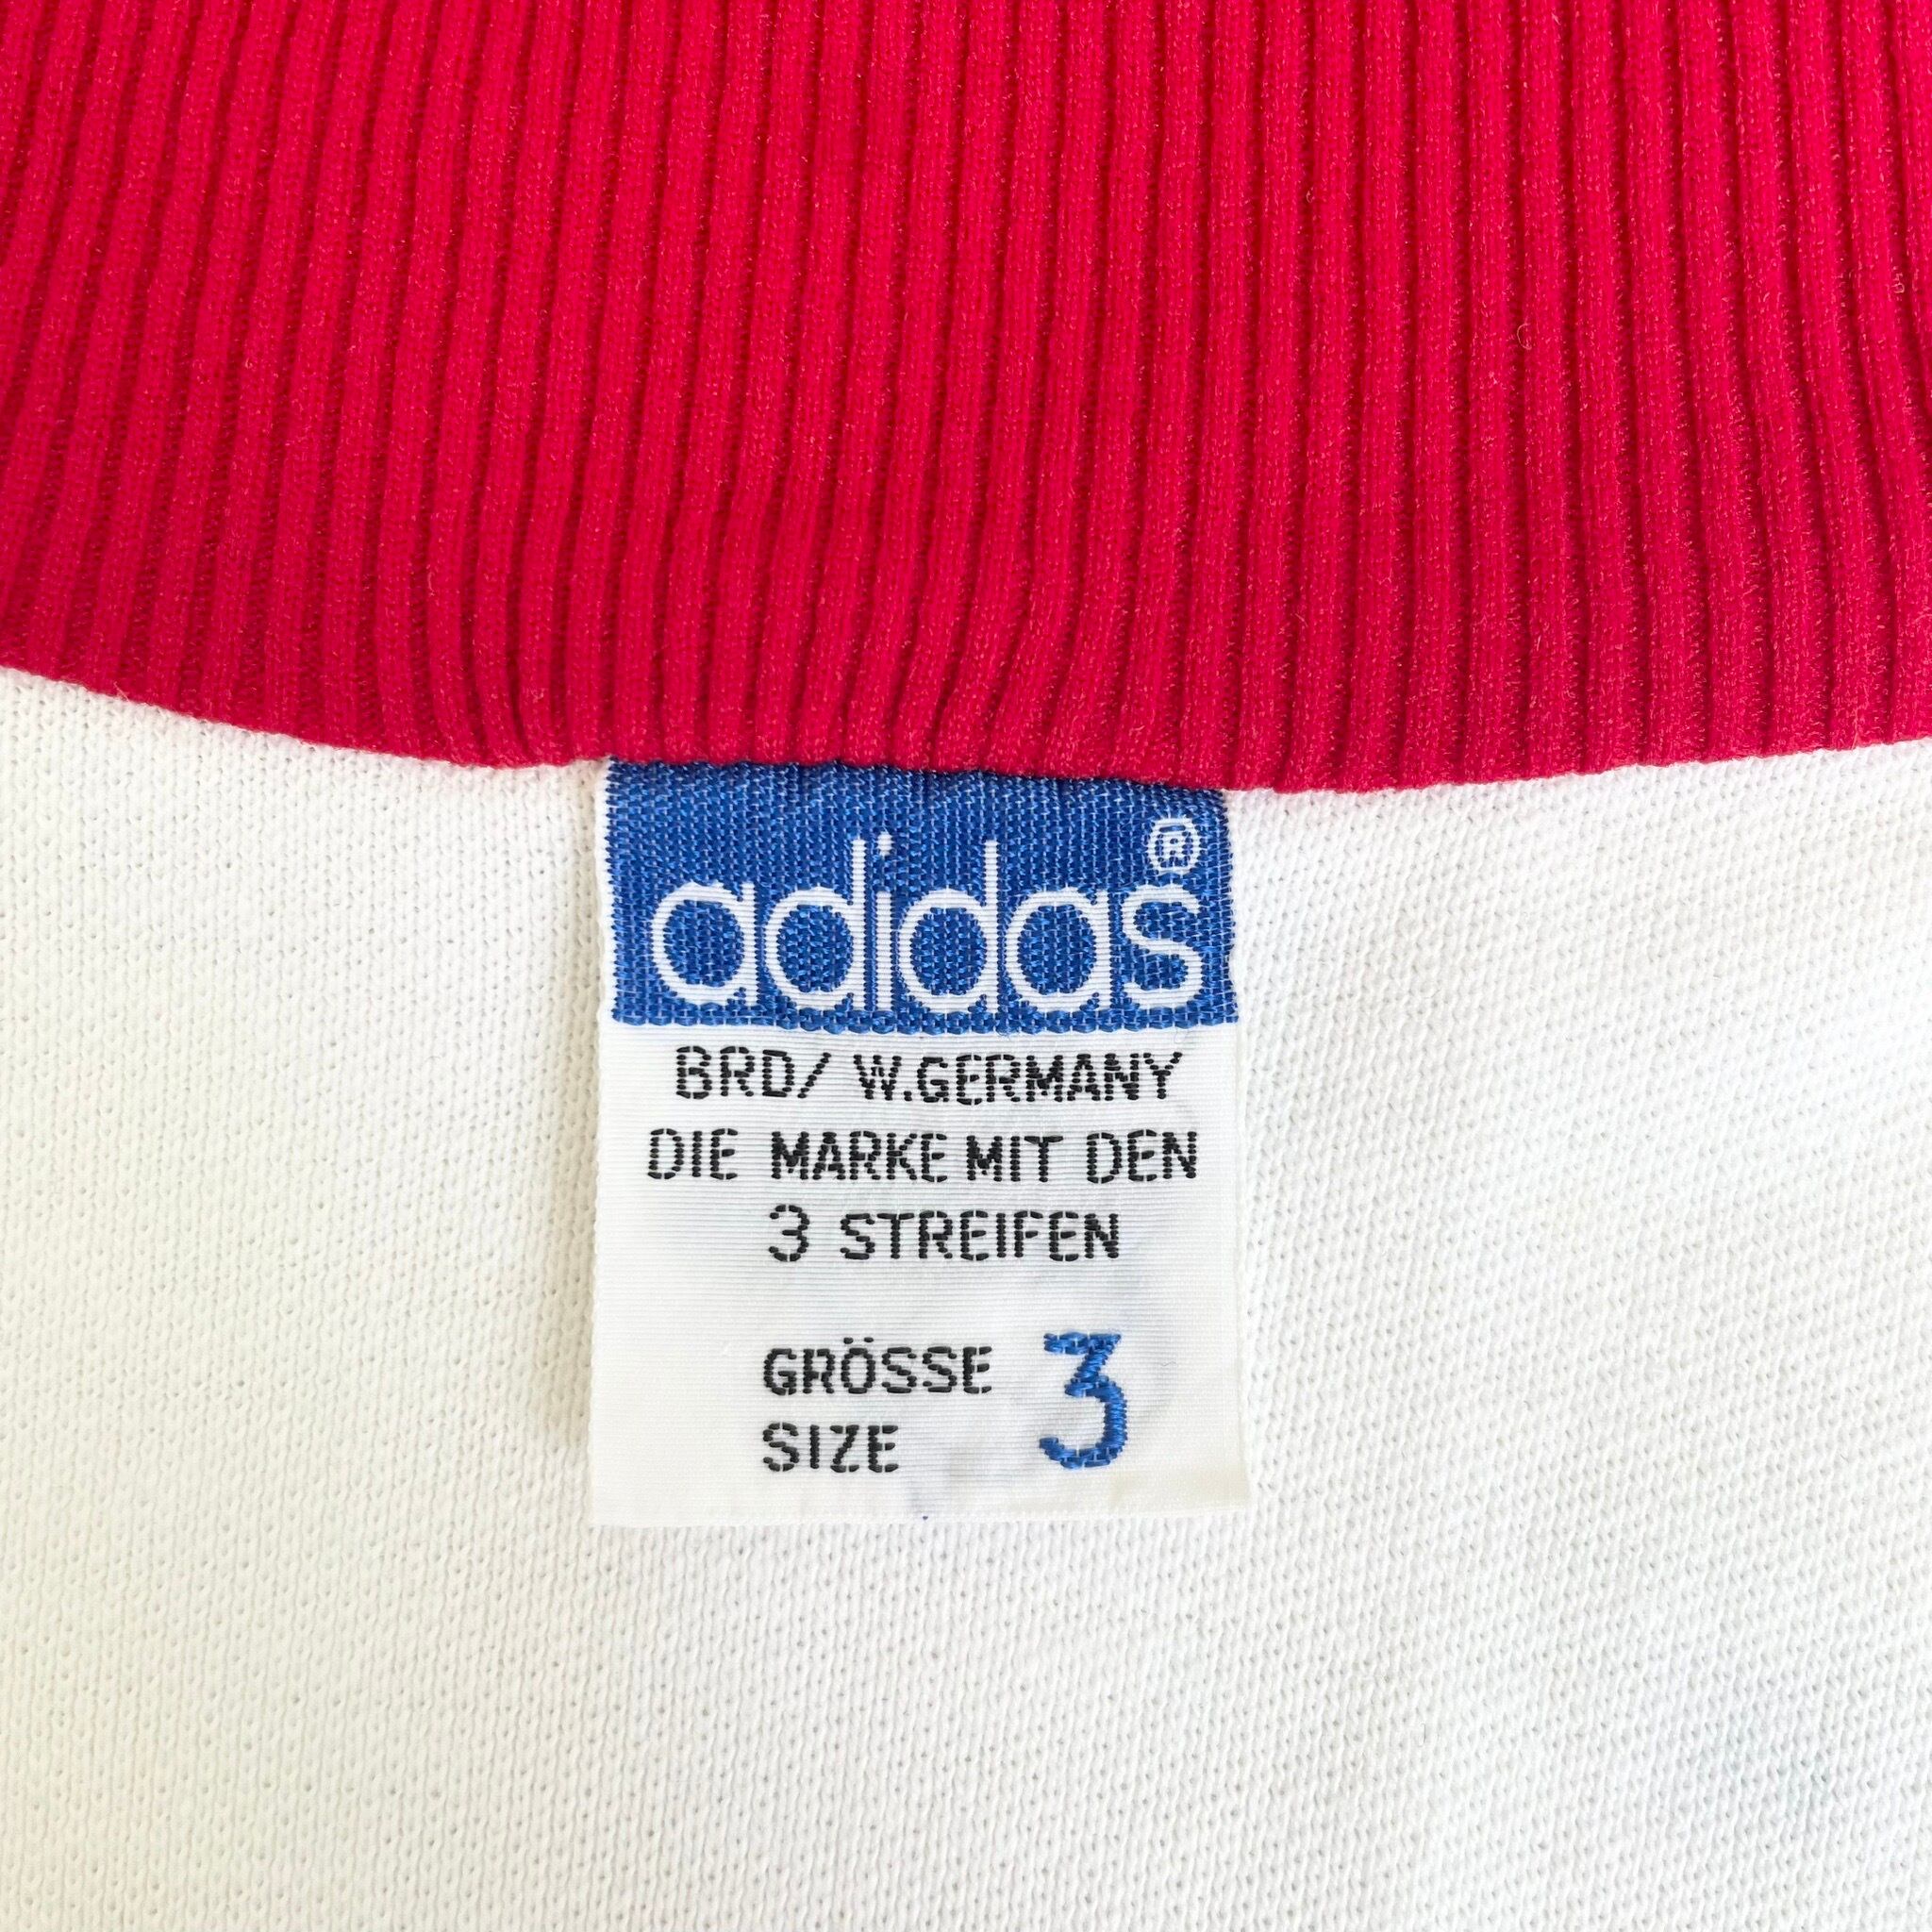 adidas®
BRD/ W.GERMANY
DIE MARKE MIT DEN
3 STREIFEN
GRÖSSE 3
SIZE